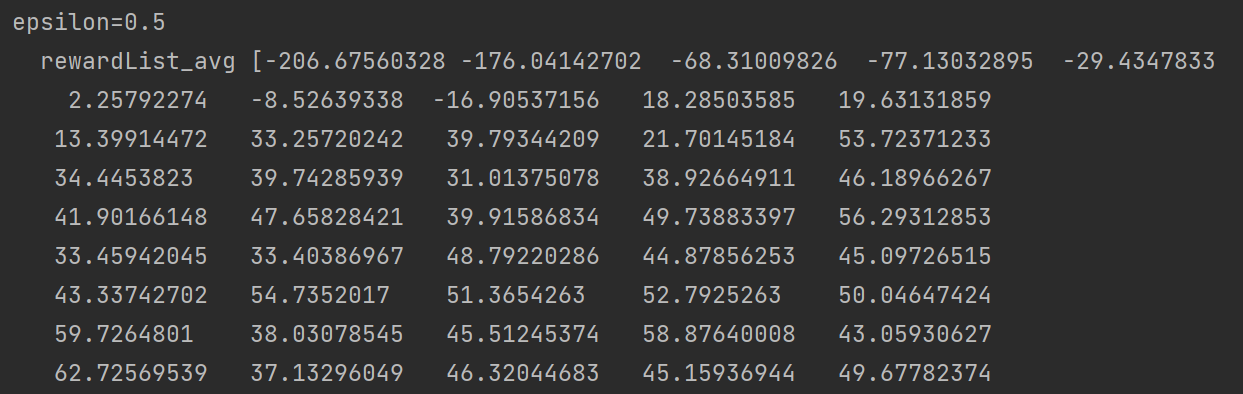 epsilon=0.5
rewardList_avg [-206.67560328 -176.04142702 -68.31009826 -77.13032895 -29.4347833
2.25792274 -8.52639338 -16.90537156 18.28503585 19.63131859
13.39914472 33.25720242 39.79344209 21.70145184 53.72371233
34.4453823 39.74285939 31.01375078 38.92664911 46.18966267
41.90166148 47.65828421 39.91586834 49.73883397 56.29312853
33.45942045 33.40386967 48.79220286 44.87856253 45.09726515
43.33742702 54.7352017 51.3654263 52.7925263 50.04647424
59.7264801 38.03078545 45.51245374 58.87640008 43.05930627
62.72569539 37.13296049 46.32044683 45.15936944 49.67782374